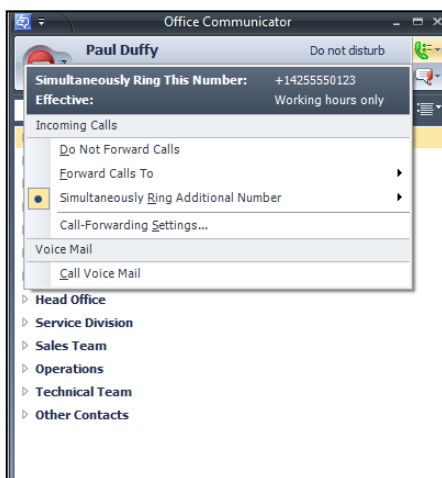 Office Communicator
Paul Duffy Do not disturb
Simultaneously Ring This Number: +14255550123
Effective: Working hours only
Incoming Calls
Do Not Forward Calls
Forward Calls To
Simultaneously Ring Additional Number
Call-Forwarding Settings...
Voice Mail
Call Voice Mail
Head Office
Service Division
Sales Team
Operations
Technical Team
Other Contacts